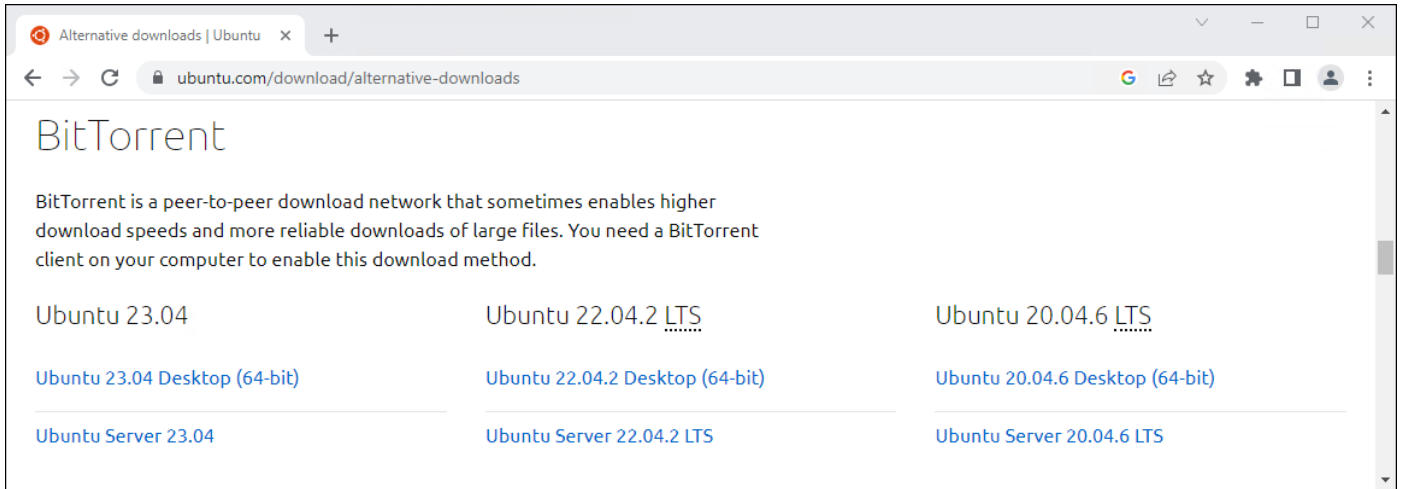 Alternative downloads | Ubuntu
ubuntu.com/download/alternative-downloads
BitTorrent
BitTorrent is a peer-to-peer download network that sometimes enables higher
download speeds and more reliable downloads of large files. You need a BitTorrent
client on your computer to enable this download method.
Ubuntu 23.04
Ubuntu 22.04.2 LTS
Ubuntu 20.04.6 LTS
Ubuntu 23.04 Desktop (64-bit)
Ubuntu 22.04.2 Desktop (64-bit)
Ubuntu 20.04.6 Desktop (64-bit)
Ubuntu Server 23.04
Ubuntu Server 22.04.2 LTS
Ubuntu Server 20.04.6 LTS